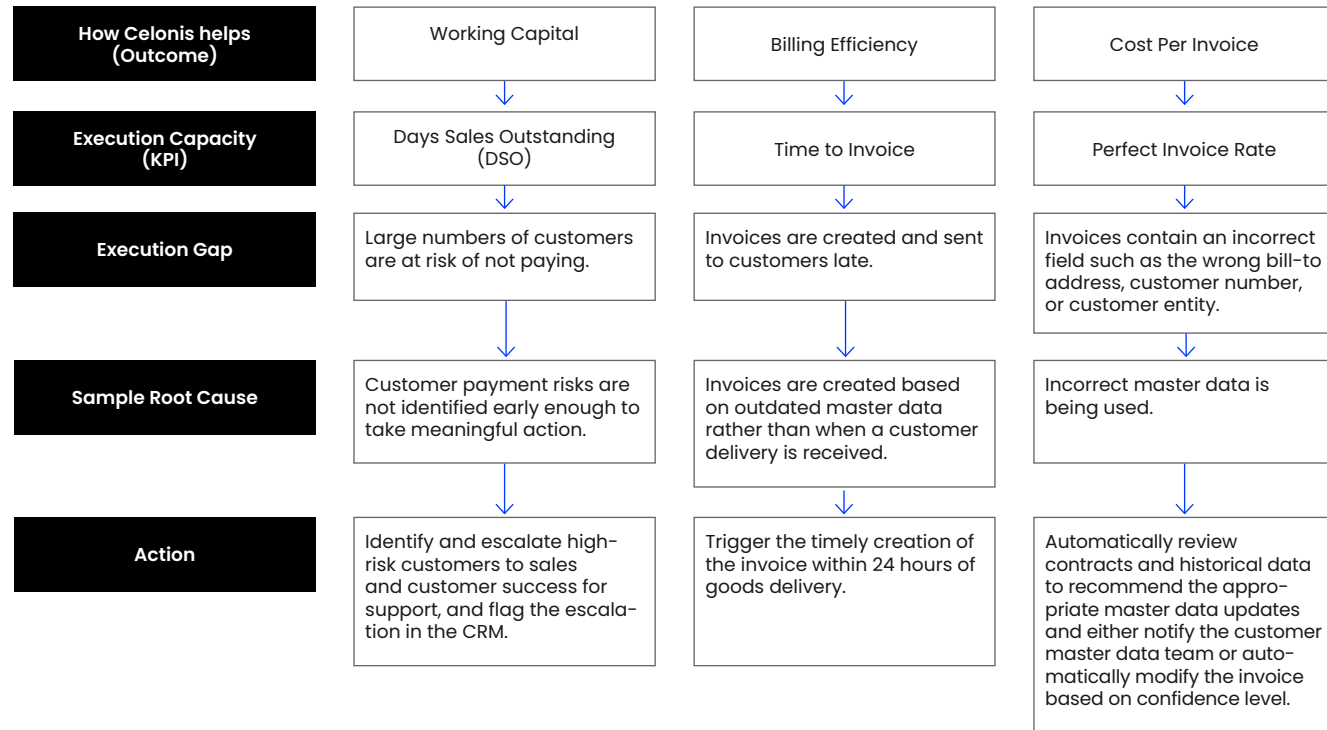 How Celonis helps
(Outcome)
Working Capital
Billing Efficiency
Cost Per Invoice
Execution Capacity
(KPI)
Days Sales Outstanding
(DSO)
Time to Invoice
Perfect Invoice Rate
Execution Gap
Large numbers of customers
are at risk of not paying.
Invoices are created and sent
to customers late.
Invoices contain an incorrect
field such as the wrong bill-to
address, customer number,
or customer entity.
Sample Root Cause
Customer payment risks are
not identified early enough to
take meaningful action.
Invoices are created based
on outdated master data
rather than when a customer
delivery is received.
Incorrect master data is
being used.
Action
Identify and escalate high-
risk customers to sales
and customer success for
support, and flag the escala-
tion in the CRM.
Trigger the timely creation of
the invoice within 24 hours of
goods delivery.
Automatically review
contracts and historical data
to recommend the appro-
priate master data updates
and either notify the customer
master data team or auto-
matically modify the invoice
based on confidence level.